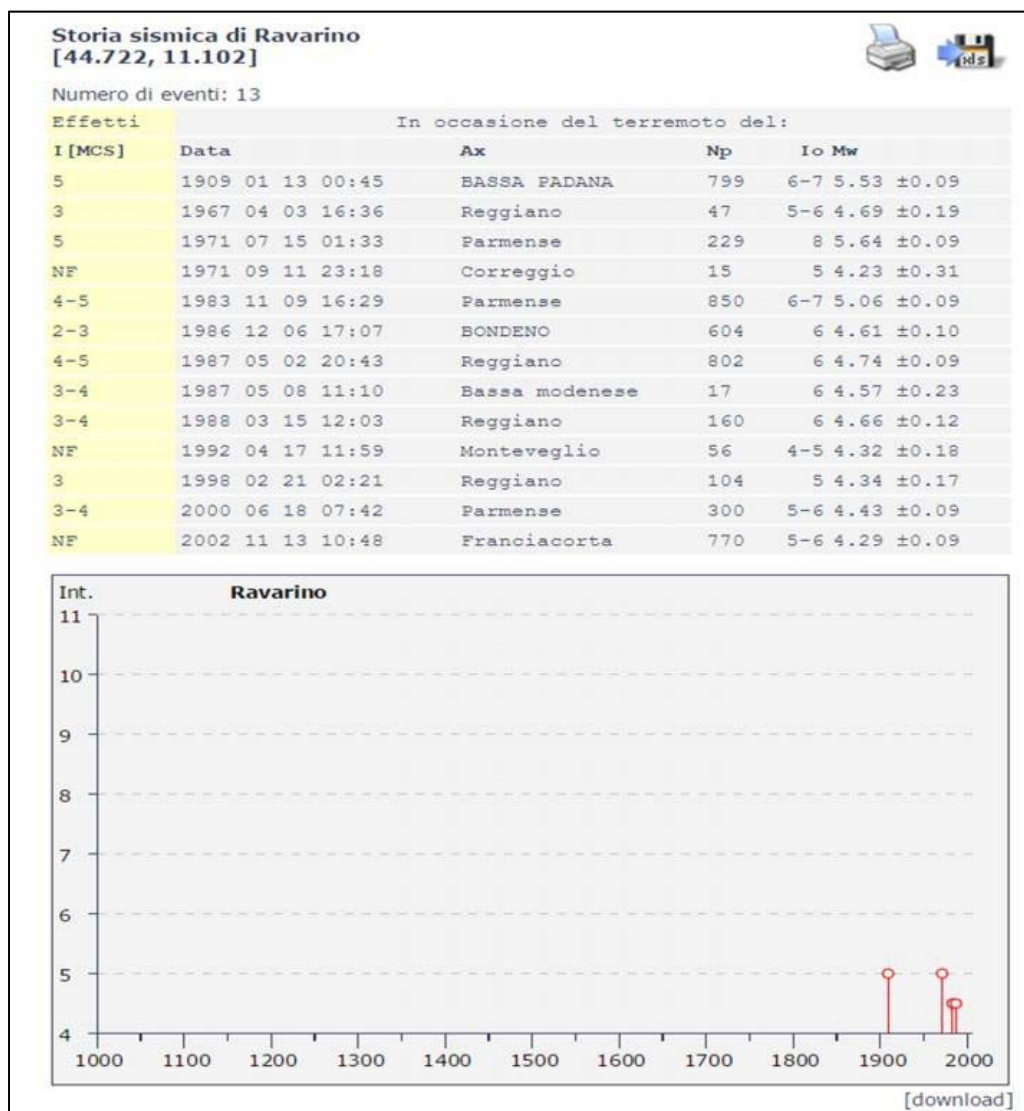 Storia sismica di Ravarino
[44.722, 11.102]
xls
Numero di eventi: 13
Effetti In occasione del terremoto del:
I[MCS] Data Ax Np Io Mw
5 1909 01 13 00:45 BASSA PADANA 799 6-7 5.53 ±0.09
3 1967 04 03 16:36 Reggiano 47 5-6 4.69 ±0.19
5 1971 07 15 01:33 Parmense 229 8 5.64 ±0.09
NF 1971 09 11 23:18 Correggio 15 5 4.23 ±0.31
4-5 1983 11 09 16:29 Parmense 850 6-7 5.06 ±0.09
2-3 1986 12 06 17:07 BONDENO 604 6 4.61 ±0.10
4-5 1987 05 02 20:43 Reggiano 802 6 4.74 ±0.09
3-4 1987 05 08 11:10 Bassa modenese 17 6 4.57 ±0.23
3-4 1988 03 15 12:03 Reggiano 160 6 4.66 ±0.12
NF 1992 04 17 11:59 Monteveglio 56 4-5 4.32 ±0.18
3 1998 02 21 02:21 Reggiano 104 5 4.34 ±0.17
3-4 2000 06 18 07:42 Parmense 300 5-6 4.43 ±0.09
NF 2002 11 13 10:48 Franciacorta 770 5-6 4.29 ±0.09
Int. Ravarino
11
10
9
8
7
6
5
4
1000 1100 1200 1300 1400 1500 1600 1700 1800 1900 2000
[download]